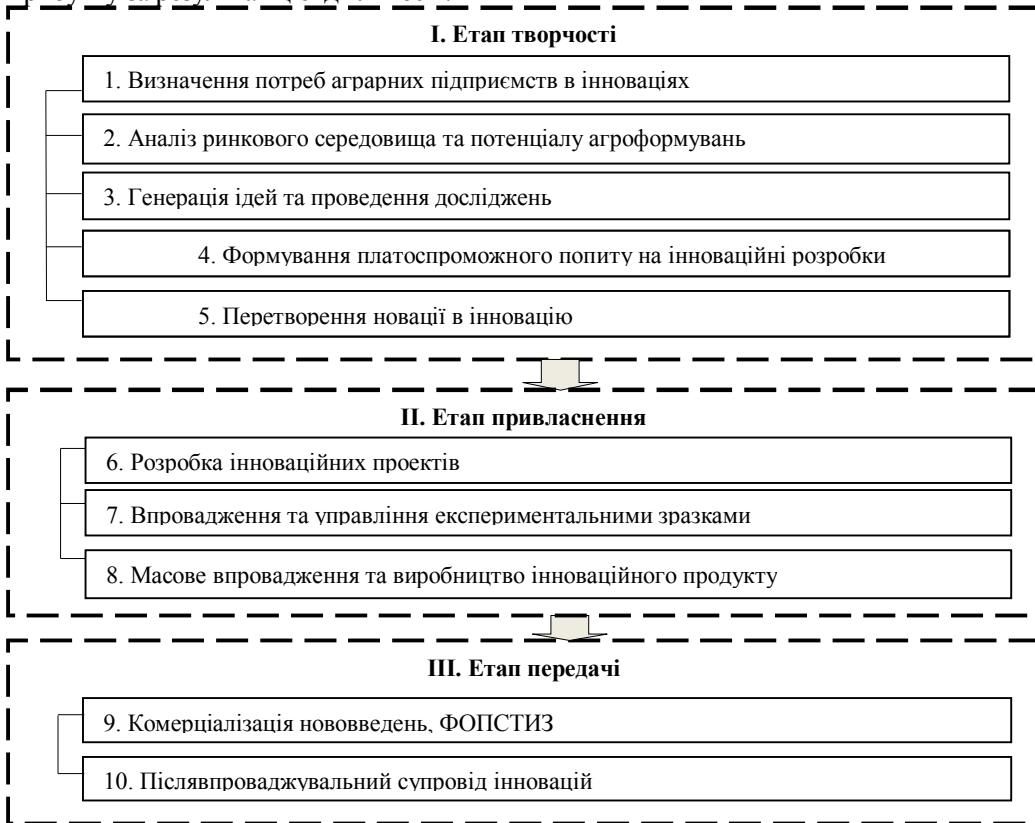 І. Етап творчості
1. Визначення потреб аграрних підприємств в інноваціях
2. Аналіз ринкового середовища та потенціалу агроформувань
3. Генерація ідей та проведення досліджень
4. Формування платоспроможного попиту на інноваційні розробки
5. Перетворення новації в інновацію
ІІ. Етап привласнення
6. Розробка інноваційних проектів
7. Впровадження та управління експериментальними зразками
8. Масове впровадження та виробництво інноваційного продукту
ІІІ. Етап передачі
9. Комерціалізація нововведень, ФОПСТИЗ
10. Післявпроваджувальний супровід інновацій